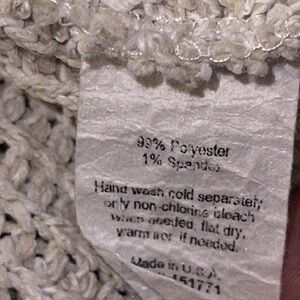 99% Polyester
1% Spandex
Hand wash cold separately
only non-chlorine bleach
when needed, flat dry,
warm iron if needed.
Made in U.S.A.
151771